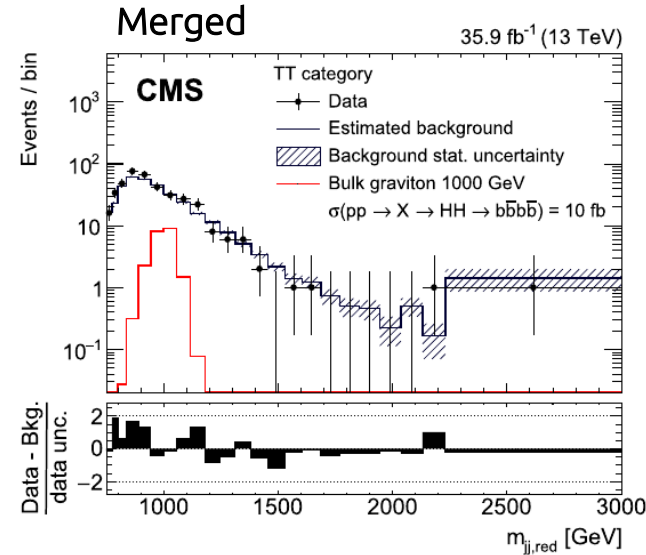 Merged
35.9 fb⁻¹ (13 TeV)
CMS
TT category
Data
Estimated background
Background stat. uncertainty
Bulk graviton 1000 GeV
σ(pp → X → HH → bb̅bb̅) = 10 fb
Events / bin
10³
10²
10
1
10⁻¹
Data - Bkg.
data unc.
2
0
−2
1000 1500 2000 2500 3000
m_jj,red [GeV]